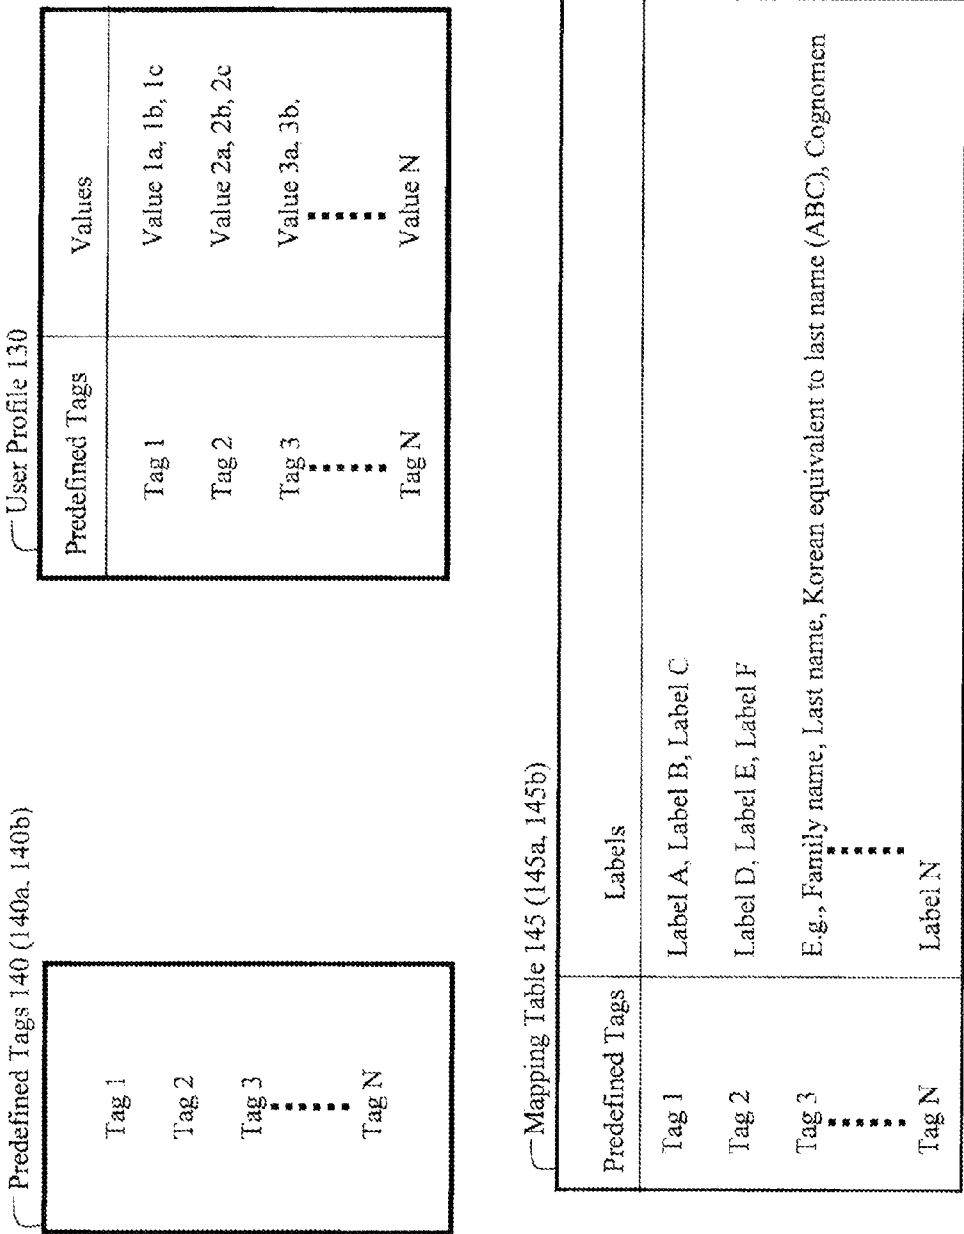 Predefined Tags 140 (140a, 140b)
Tag 1
Tag 2
Tag 3
Tag N
User Profile 130
Predefined Tags Values
Tag 1 Value 1a, 1b, 1c
Tag 2 Value 2a, 2b, 2c
Tag 3 Value 3a, 3b,
Tag N Value N
Mapping Table 145 (145a, 145b)
Predefined Tags Labels
Tag 1 Label A, Label B, Label C
Tag 2 Label D, Label E, Label F
Tag 3 E.g., Family name, Last name, Korean equivalent to last name (ABC), Cognomen
Tag N Label N